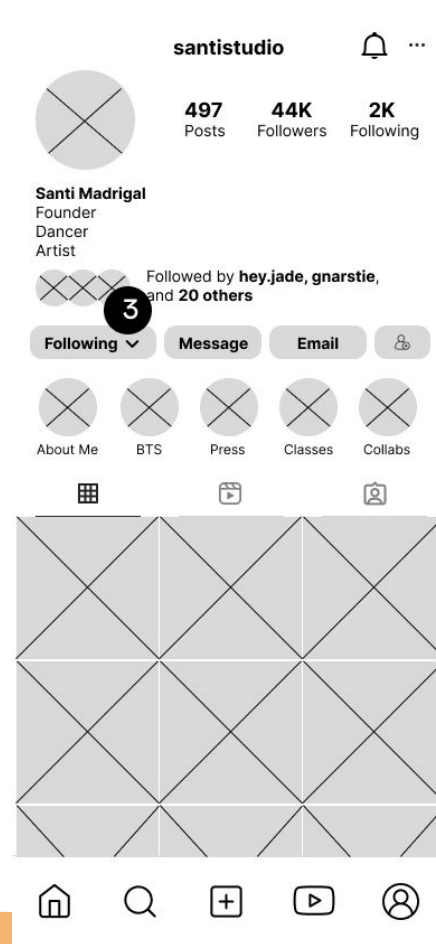 santistudio
497 44K 2K
Posts Followers Following
Santi Madrigal
Founder
Dancer
Artist
Followed by hey.jade, gnarstie,
and 20 others
3
Following Message Email
About Me BTS Press Classes Collabs